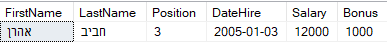 FirstName LastName Position DateHire Salary Bonus
אהרן חביב 3 2005-01-03 12000 1000